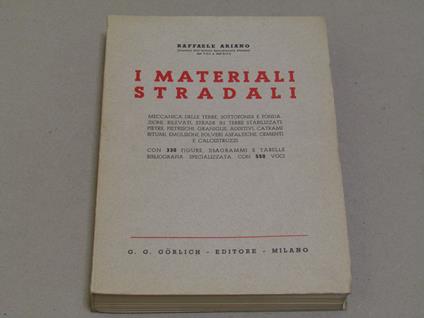 RAFFAELE ARIANO
I MATERIALI
STRADALI
MECCANICA DELLE TERRE, SOTTOFONDI E FONDA-
ZIONI, RILEVATI, STRADE IN TERRE STABILIZZATE
PIETRE, PIETRISCHI, GRANIGLIE, ADDITIVI, CATRAMI
BITUMI, EMULSIONI, POLVERI ASFALTICHE, CEMENTI
E CALCESTRUZZI
CON 330 FIGURE, DIAGRAMMI E TABELLE
BIBLIOGRAFIA SPECIALIZZATA CON 550 VOCI
G. G. GÖRLICH - EDITORE - MILANO